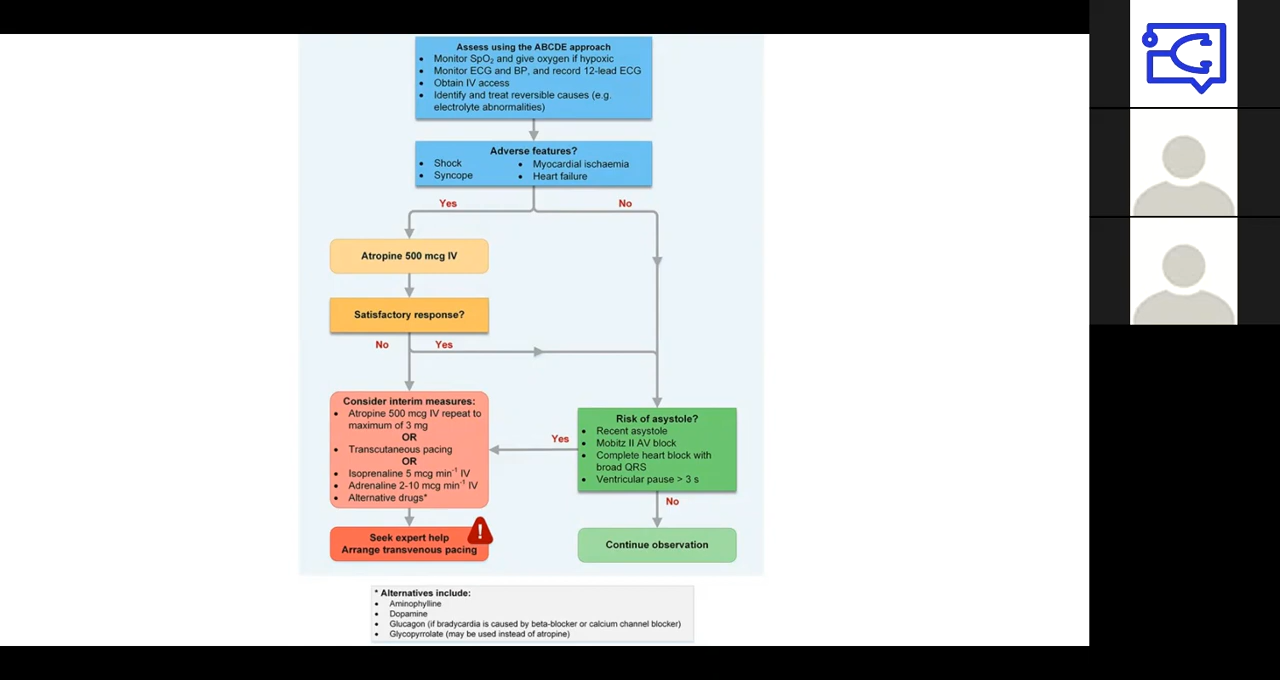 Assess using the ABCDE approach
• Monitor SpO₂ and give oxygen if hypoxic
• Monitor ECG and BP, and record 12-lead ECG
• Obtain IV access
• Identify and treat reversible causes (e.g.
electrolyte abnormalities)
Adverse features?
• Shock
• Syncope
• Myocardial ischaemia
• Heart failure
Yes
No
Atropine 500 mcg IV
Satisfactory response?
No
Yes
Consider interim measures:
• Atropine 500 mcg IV repeat to
maximum of 3 mg
OR
• Transcutaneous pacing
OR
• Isoprenaline 5 mcg min⁻¹ IV
• Adrenaline 2-10 mcg min⁻¹ IV
• Alternative drugs*
Yes
Risk of asystole?
• Recent asystole
• Mobitz II AV block
• Complete heart block with
broad QRS
• Ventricular pause > 3 s
No
!
Seek expert help
Arrange transvenous pacing
Continue observation
* Alternatives include:
• Aminophylline
• Dopamine
• Glucagon (if bradycardia is caused by beta-blocker or calcium channel blocker)
• Glycopyrrolate (may be used instead of atropine)